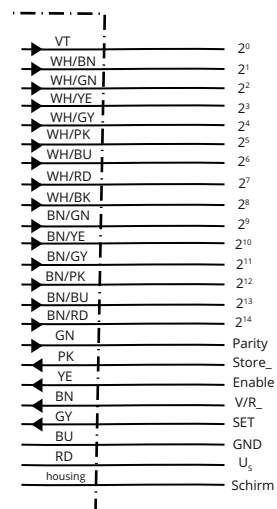 VT 2⁰
WH/BN 2¹
WH/GN 2²
WH/YE 2³
WH/GY 2⁴
WH/PK 2⁵
WH/BU 2⁶
WH/RD 2⁷
WH/BK 2⁸
BN/GN 2⁹
BN/YE 2¹⁰
BN/GY 2¹¹
BN/PK 2¹²
BN/BU 2¹³
BN/RD 2¹⁴
GN Parity
PK Store_
YE Enable
BN V/R_
GY SET
BU GND
RD Uₛ
housing Schirm